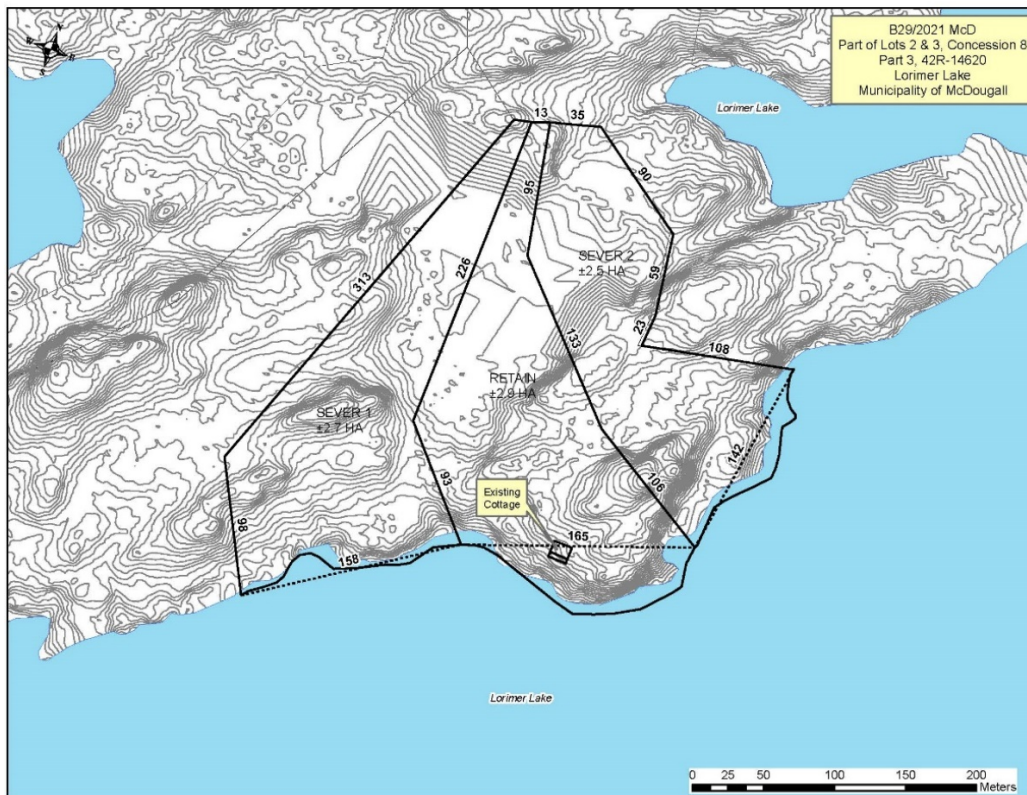 N
W
E
S
B29/2021 McD
Part of Lots 2 & 3, Concession 8
Part 3, 42R-14620
Lorimer Lake
Municipality of McDougall
Lorimer Lake
13
35
95
90
226
SEVER 2
±2.5 HA
59
313
23
133
108
RETAIN
±2.9 HA
SEVER 1
±2.7 HA
142
93
106
Existing
Cottage
98
165
158
Lorimer Lake
0 25 50 100 150 200
Meters